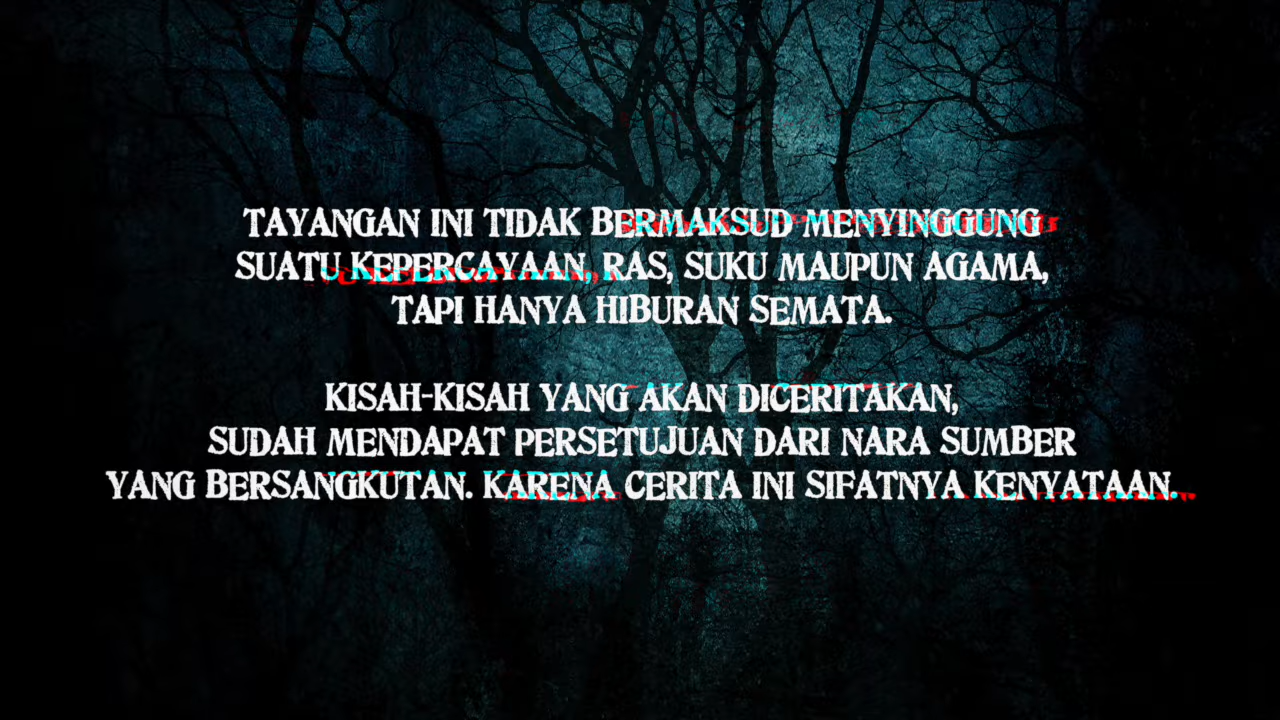 TAYANGAN INI TIDAK BERMAKSUD MENYINGGUNG
SUATU KEPERCAYAAN, RAS, SUKU MAUPUN AGAMA,
TAPI HANYA HIBURAN SEMATA.
KISAH-KISAH YANG AKAN DICERITAKAN,
SUDAH MENDAPAT PERSETUJUAN DARI NARA SUMBER
YANG BERSANGKUTAN. KARENA CERITA INI SIFATNYA KENYATAAN.